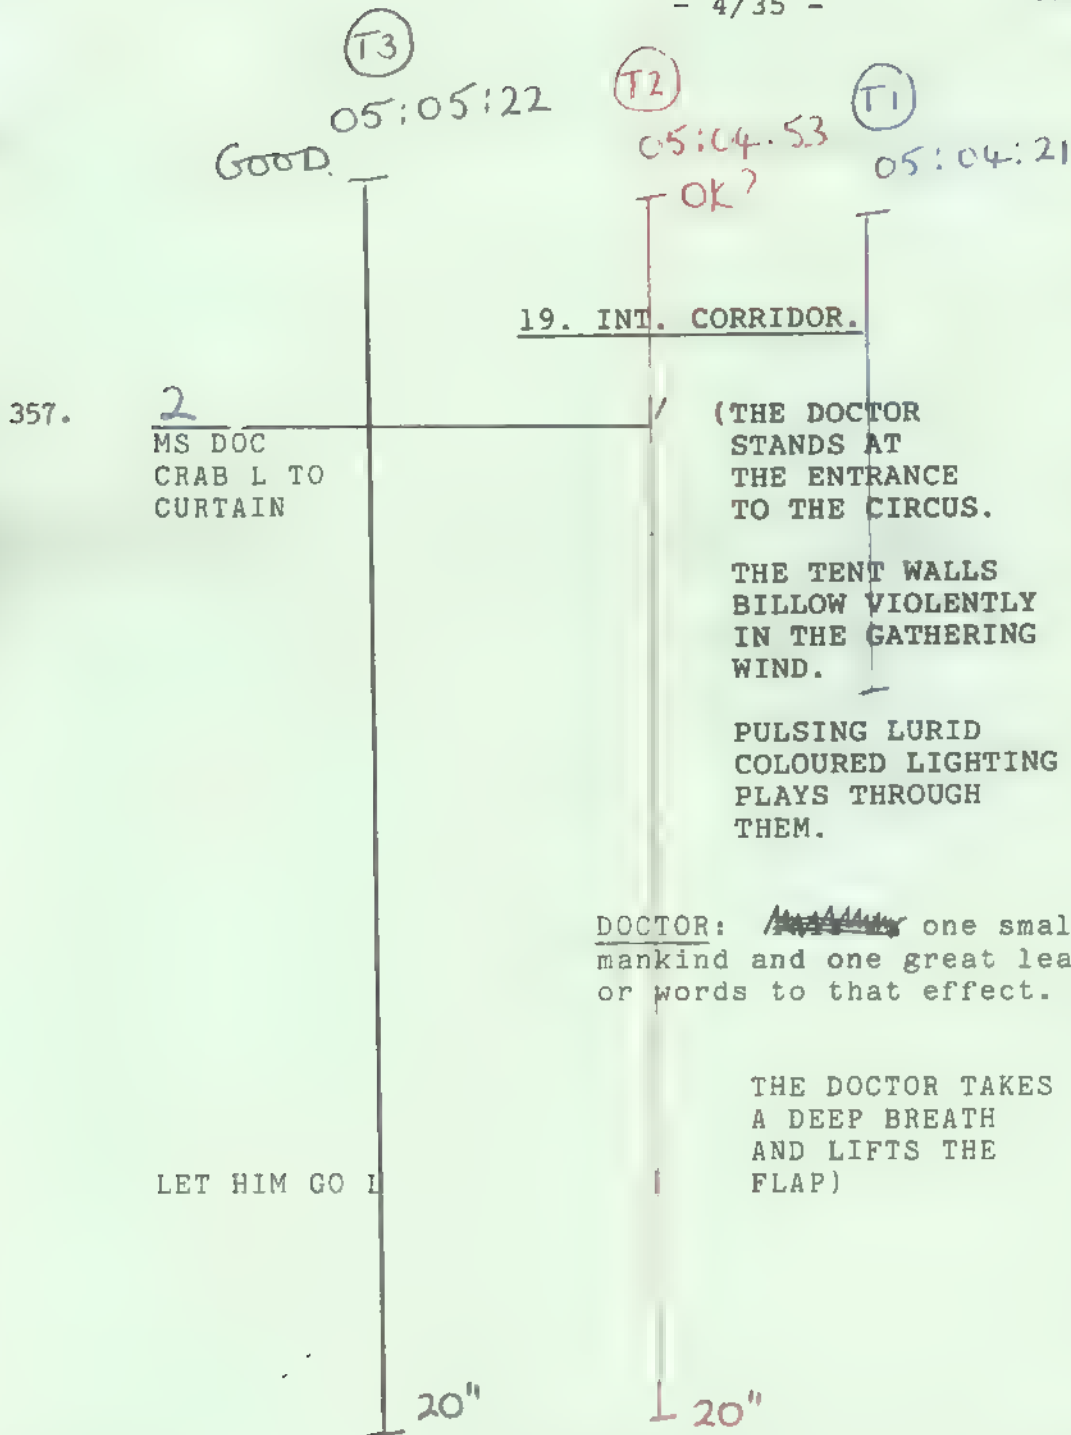 - 4/35 -
T3
T2
T1
05:05:22
05:04.53
05:04:21
GOOD.
OK?
19. INT. CORRIDOR.
357. 2 (THE DOCTOR
MS DOC STANDS AT
CRAB L TO THE ENTRANCE
CURTAIN TO THE CIRCUS.
THE TENT WALLS
BILLOW VIOLENTLY
IN THE GATHERING
WIND.
PULSING LURID
COLOURED LIGHTING
PLAYS THROUGH
THEM.
DOCTOR: one smal
mankind and one great lea
or words to that effect.
THE DOCTOR TAKES
A DEEP BREATH
AND LIFTS THE
LET HIM GO L FLAP)
20" 20"